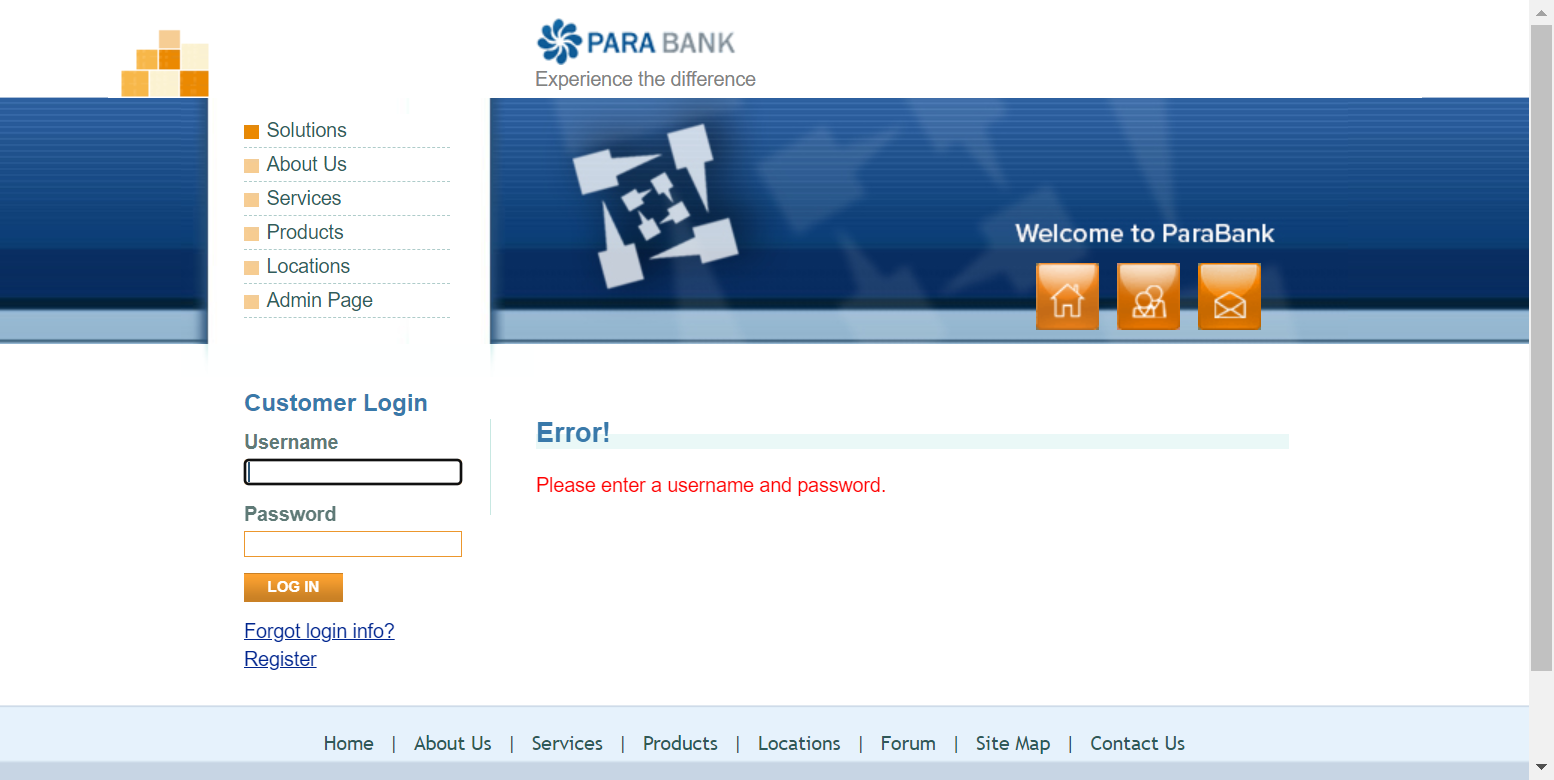 PARA BANK
Experience the difference
Solutions
About Us
Services
Products
Locations
Admin Page
Welcome to ParaBank
Customer Login
Username
Password
LOG IN
Forgot login info?
Register
Error!
Please enter a username and password.
Home | About Us | Services | Products | Locations | Forum | Site Map | Contact Us